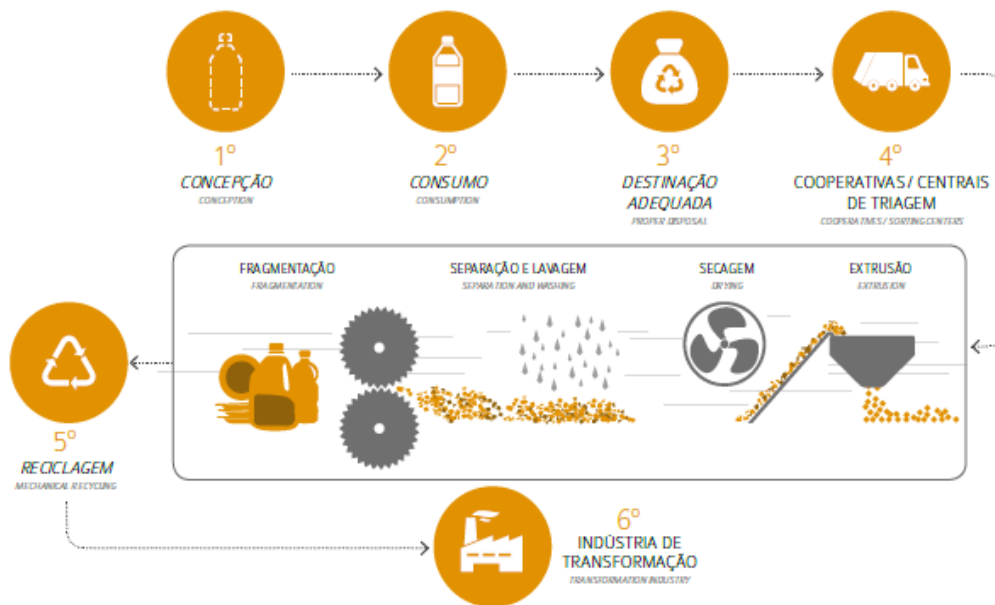 1º
CONCEPÇÃO
CONCEPTION
2º
CONSUMO
CONSUMPTION
3º
DESTINAÇÃO
ADEQUADA
PROPER DISPOSAL
4º
COOPERATIVAS / CENTRAIS
DE TRIAGEM
COOPERATIVES / SORTING CENTERS
FRAGMENTAÇÃO
FRAGMENTATION
SEPARAÇÃO E LAVAGEM
SEPARATION AND WASHING
SECAGEM
DRYING
EXTRUSÃO
EXTRUSION
5º
RECICLAGEM
MECHANICAL RECYCLING
6º
INDÚSTRIA DE
TRANSFORMAÇÃO
TRANSFORMATION INDUSTRY